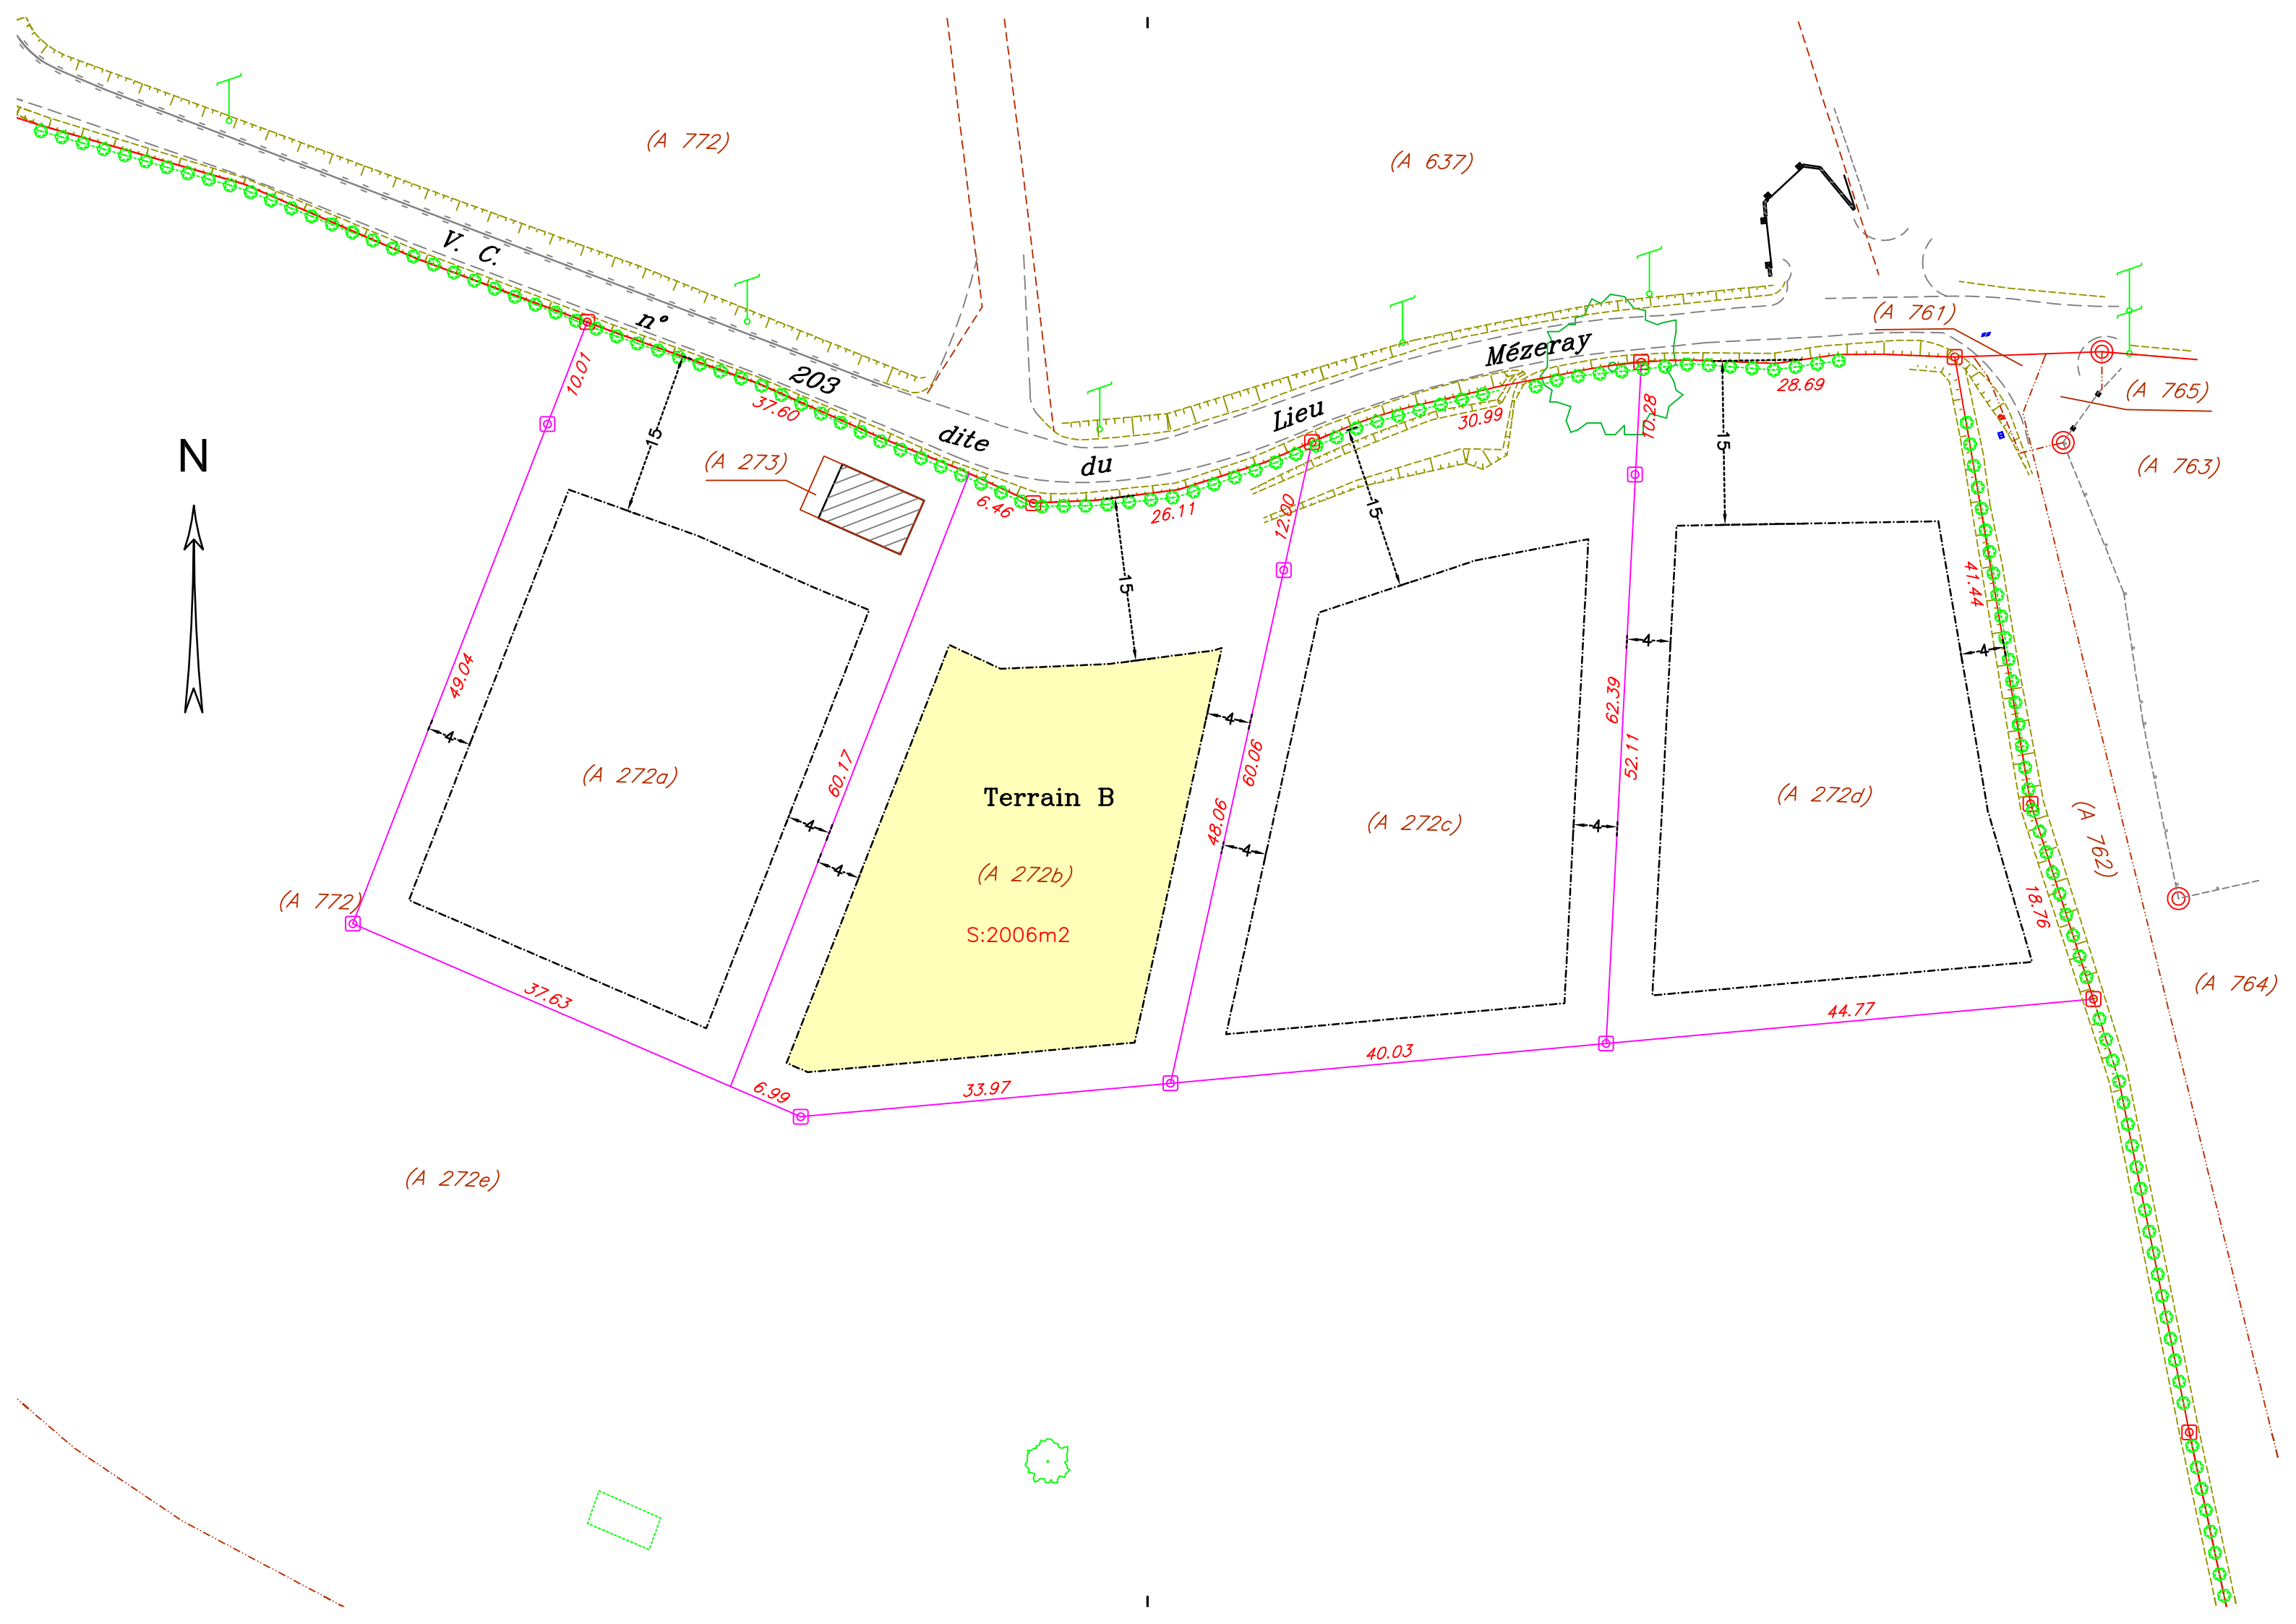 (A 772)
(A 637)
V. C. n° 203 dite du Lieu Mézeray
(A 761)
(A 765)
(A 763)
10.01
37.60
15
N
(A 273)
6.46
26.11
12.00
30.99
10.28
28.69
15
15
15
41.44
49.04
4
(A 272a)
60.17
4
4
Terrain B
(A 272b)
S:2006m2
4
60.06
48.06
4
(A 272c)
62.39
52.11
4
4
(A 272d)
4
(A 762)
18.76
(A 764)
(A 772)
37.63
6.99
33.97
40.03
44.77
(A 272e)